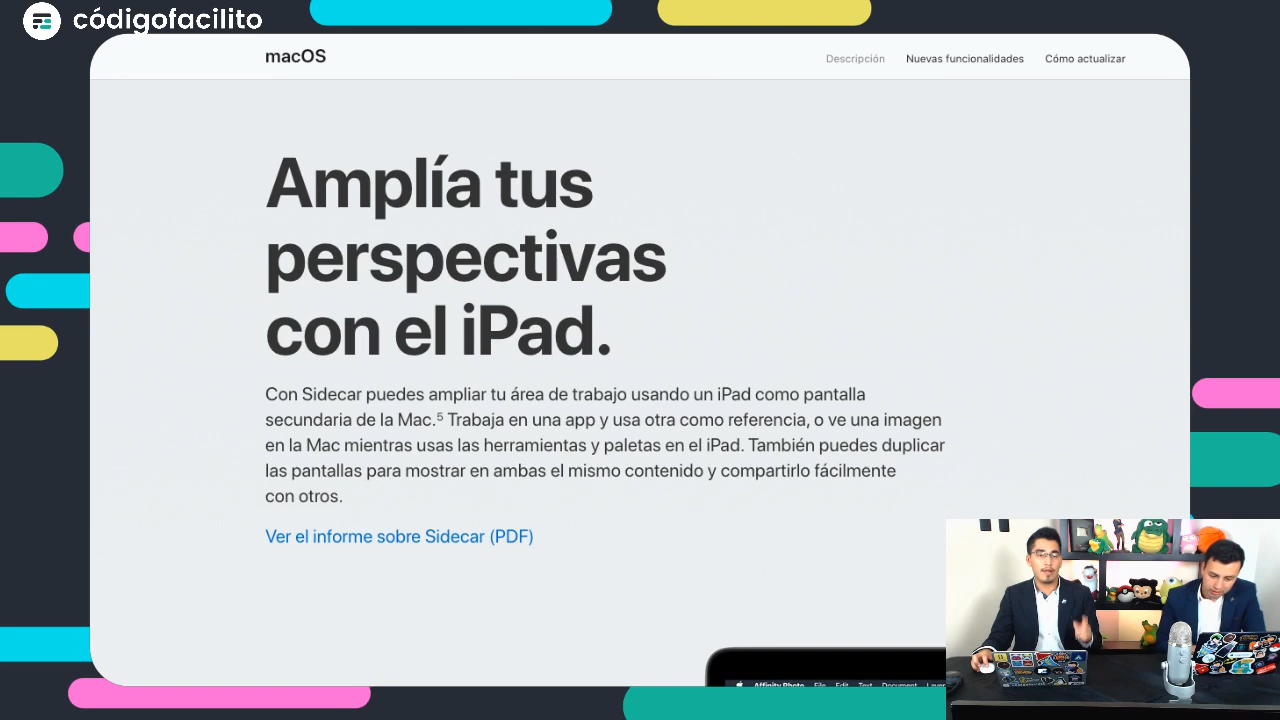 códigofacilito
macOS
Descripción
Nuevas funcionalidades
Cómo actualizar
Amplía tus
perspectivas
con el iPad.
Con Sidecar puedes ampliar tu área de trabajo usando un iPad como pantalla
secundaria de la Mac.⁵ Trabaja en una app y usa otra como referencia, o ve una imagen
en la Mac mientras usas las herramientas y paletas en el iPad. También puedes duplicar
las pantallas para mostrar en ambas el mismo contenido y compartirlo fácilmente
con otros.
Ver el informe sobre Sidecar (PDF)
Affinity Photo File Edit Text Document